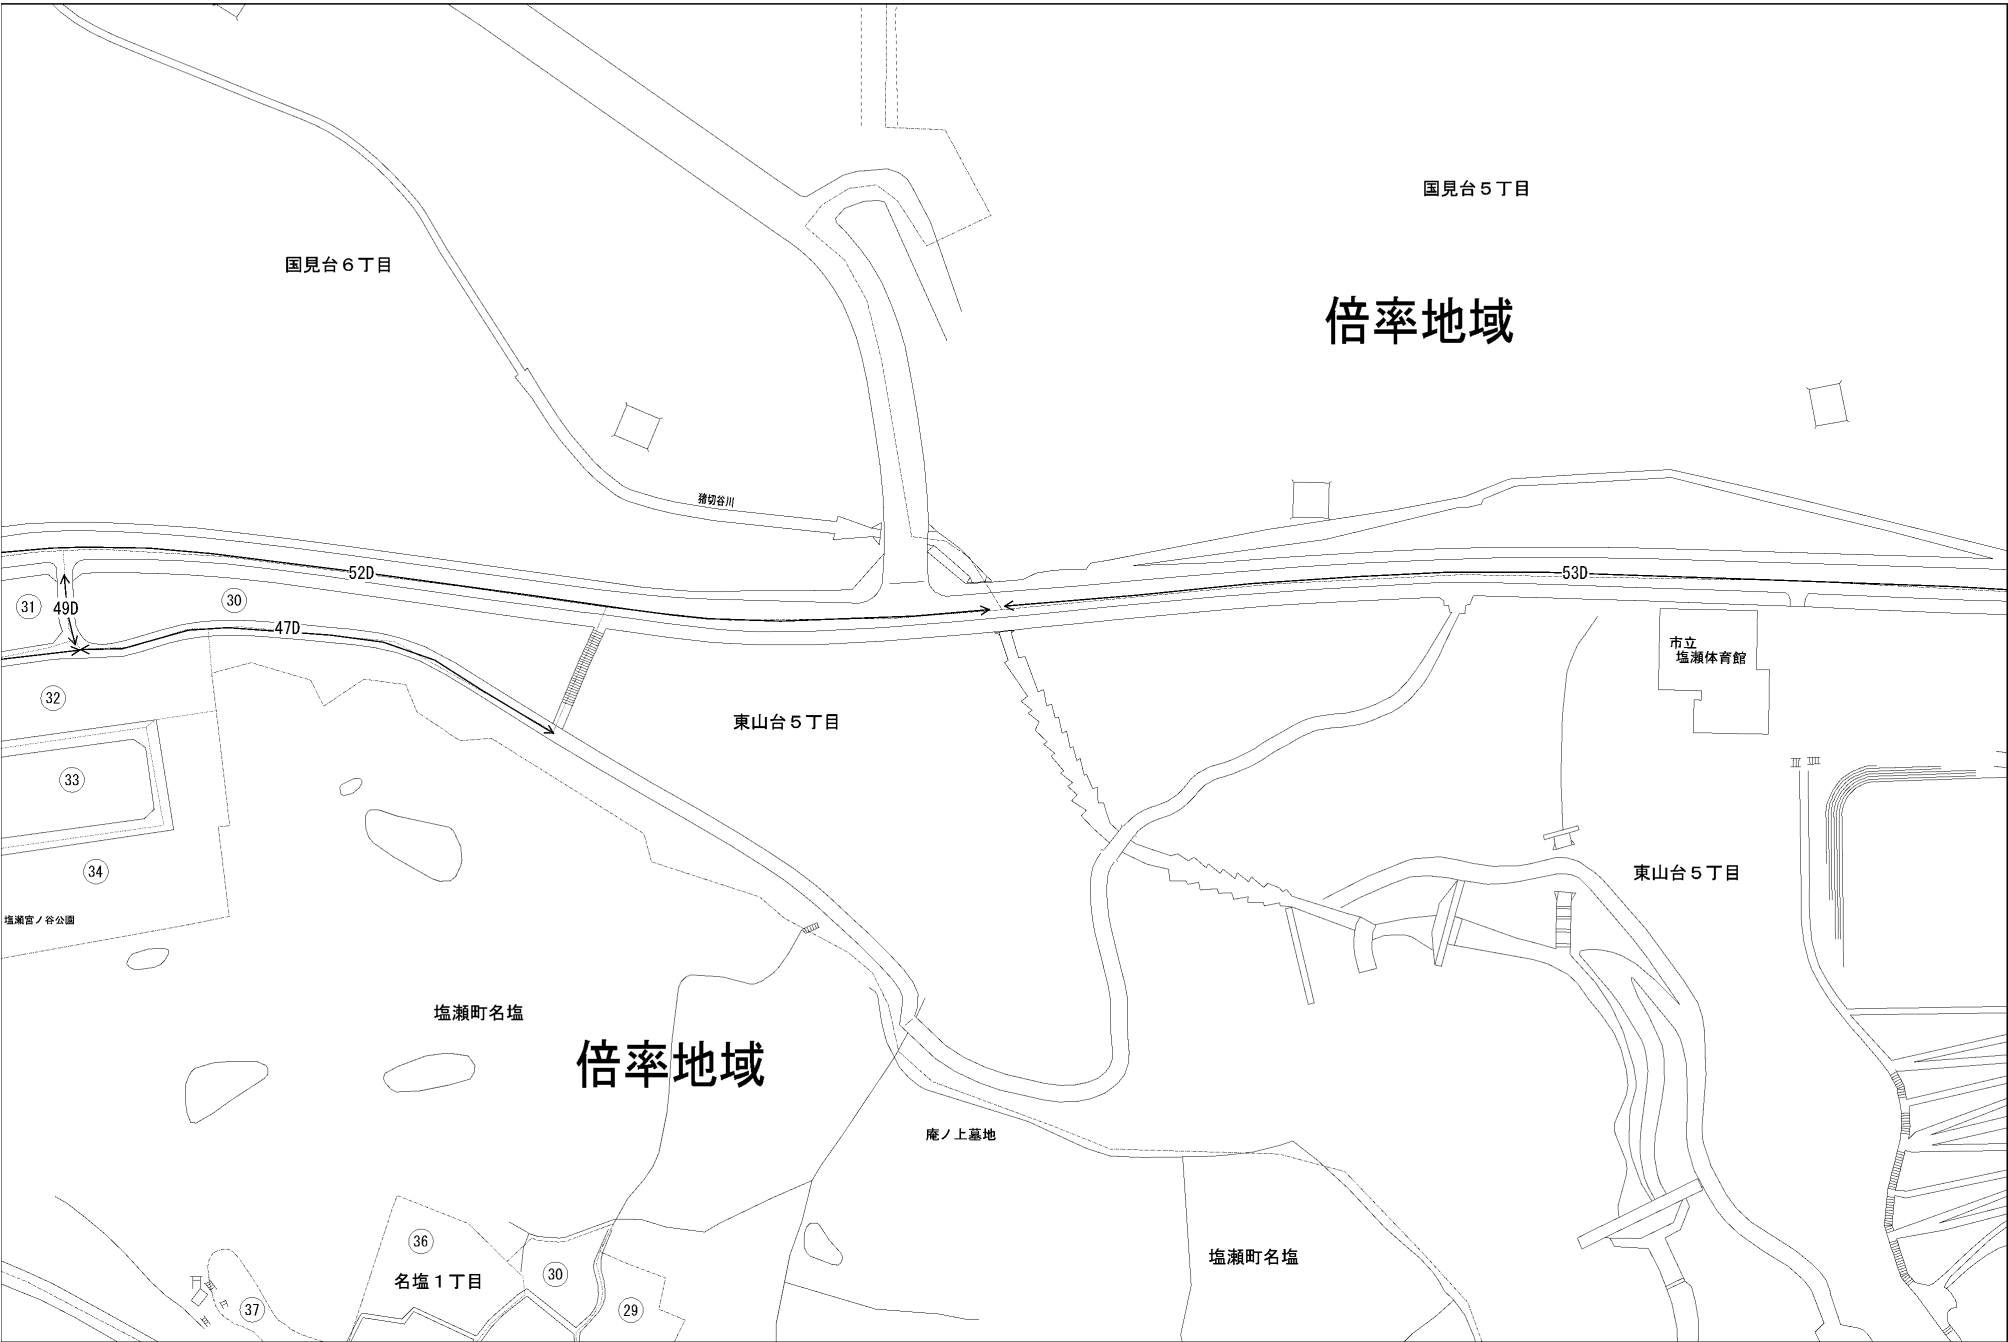 国見台５丁目
国見台６丁目
倍率地域
猪切谷川
52D
53D
31
49D
30
47D
市立
塩瀬体育館
32
東山台５丁目
33
34
東山台５丁目
塩瀬宮ノ谷公園
塩瀬町名塩
倍率地域
庵ノ上墓地
36
塩瀬町名塩
名塩１丁目
30
37
29